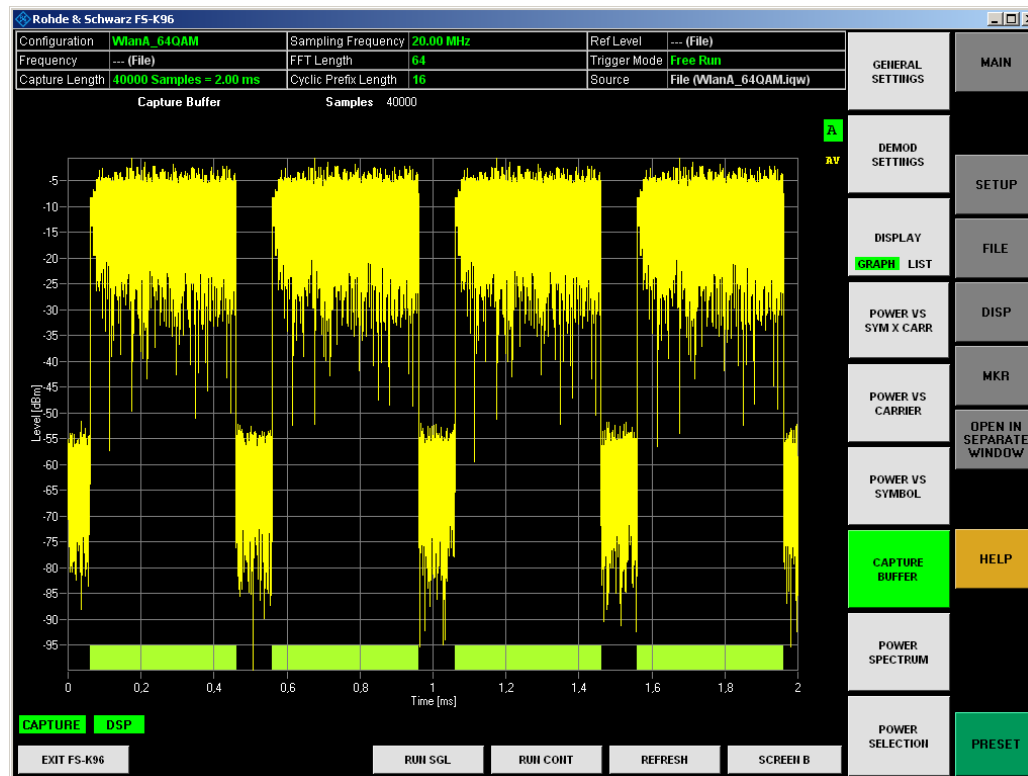 Rohde & Schwarz FS-K96
Configuration WlanA_64QAM Sampling Frequency 20.00 MHz Ref Level --- (File)
Frequency --- (File) FFT Length 64 Trigger Mode Free Run
Capture Length 40000 Samples = 2.00 ms Cyclic Prefix Length 16 Source File (WlanA_64QAM.iqw)
Capture Buffer Samples 40000
A
AV
Level [dBm]
-5
-10
-15
-20
-25
-30
-35
-40
-45
-50
-55
-60
-65
-70
-75
-80
-85
-90
-95
0 0,2 0,4 0,6 0,8 1 1,2 1,4 1,6 1,8 2
Time [ms]
CAPTURE DSP
EXIT FS-K96 RUN SGL RUN CONT REFRESH SCREEN B
GENERAL
SETTINGS
DEMOD
SETTINGS
DISPLAY
GRAPH LIST
POWER VS
SYM X CARR
POWER VS
CARRIER
POWER VS
SYMBOL
CAPTURE
BUFFER
POWER
SPECTRUM
POWER
SELECTION
MAIN
SETUP
FILE
DISP
MKR
OPEN IN
SEPARATE
WINDOW
HELP
PRESET